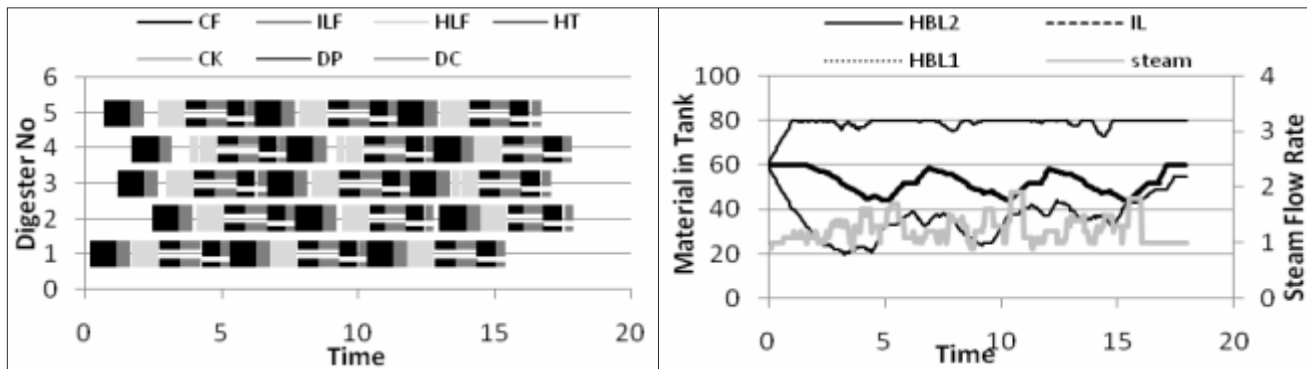 CF ILF HLF HT
CK DP DC
6
5
4
3
2
1
0
Digester No
0 5 10 15 20
Time
HBL2 IL
HBL1 steam
100
80
60
40
20
0
Material in Tank
4
3
2
1
0
Steam Flow Rate
0 5 10 15 20
Time